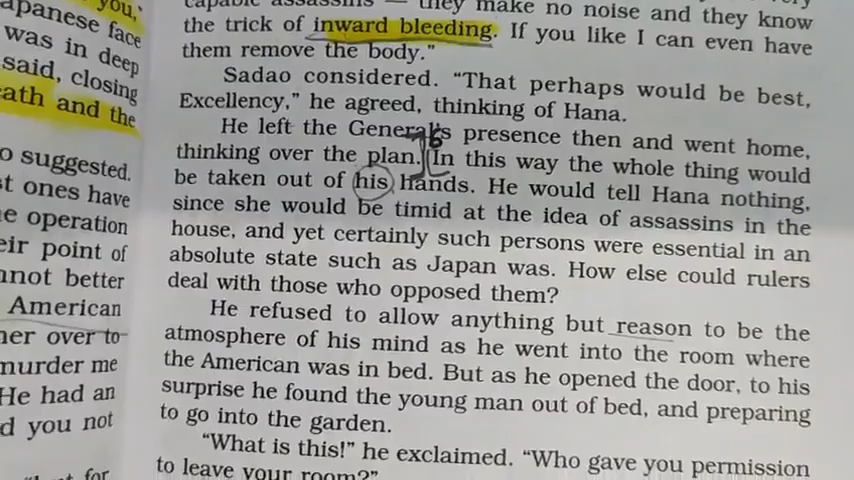 you,
apanese face
was in deep
said, closing
ath and the
o suggested.
st ones have
e operation
eir point of
nnot better
American
her over to
murder me
He had an
d you not
for
capable assassins — they make no noise and they know
the trick of inward bleeding. If you like I can even have
them remove the body."
Sadao considered. "That perhaps would be best,
Excellency," he agreed, thinking of Hana.
He left the General's presence then and went home,
thinking over the plan. In this way the whole thing would
be taken out of his hands. He would tell Hana nothing,
since she would be timid at the idea of assassins in the
house, and yet certainly such persons were essential in an
absolute state such as Japan was. How else could rulers
deal with those who opposed them?
He refused to allow anything but reason to be the
atmosphere of his mind as he went into the room where
the American was in bed. But as he opened the door, to his
surprise he found the young man out of bed, and preparing
to go into the garden.
"What is this!" he exclaimed. "Who gave you permission
to leave your room?"